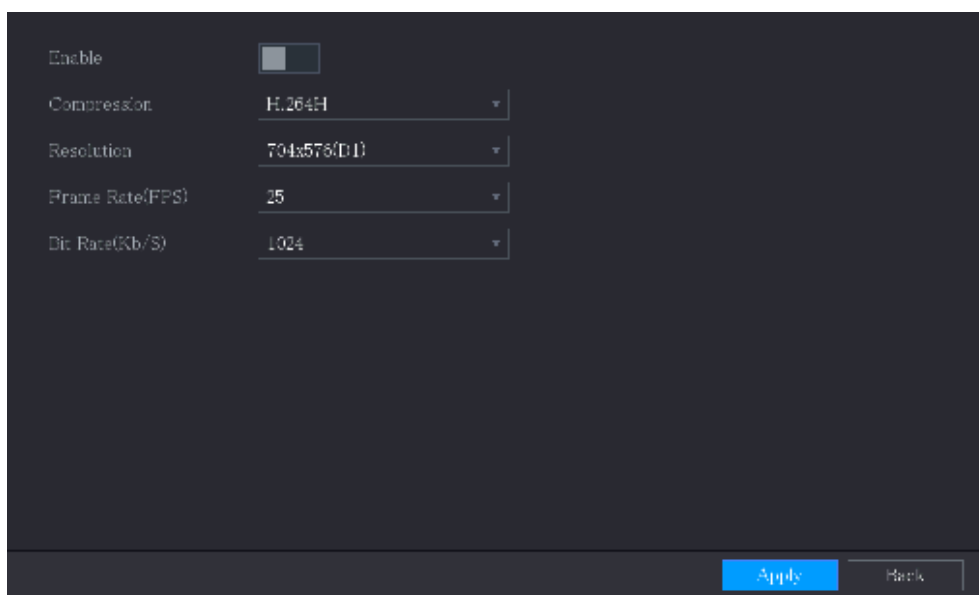 Enable
Compression H.264H
Resolution 704x576(D1)
Frame Rate(FPS) 25
Bit Rate(Kb/S) 1024
Apply Back